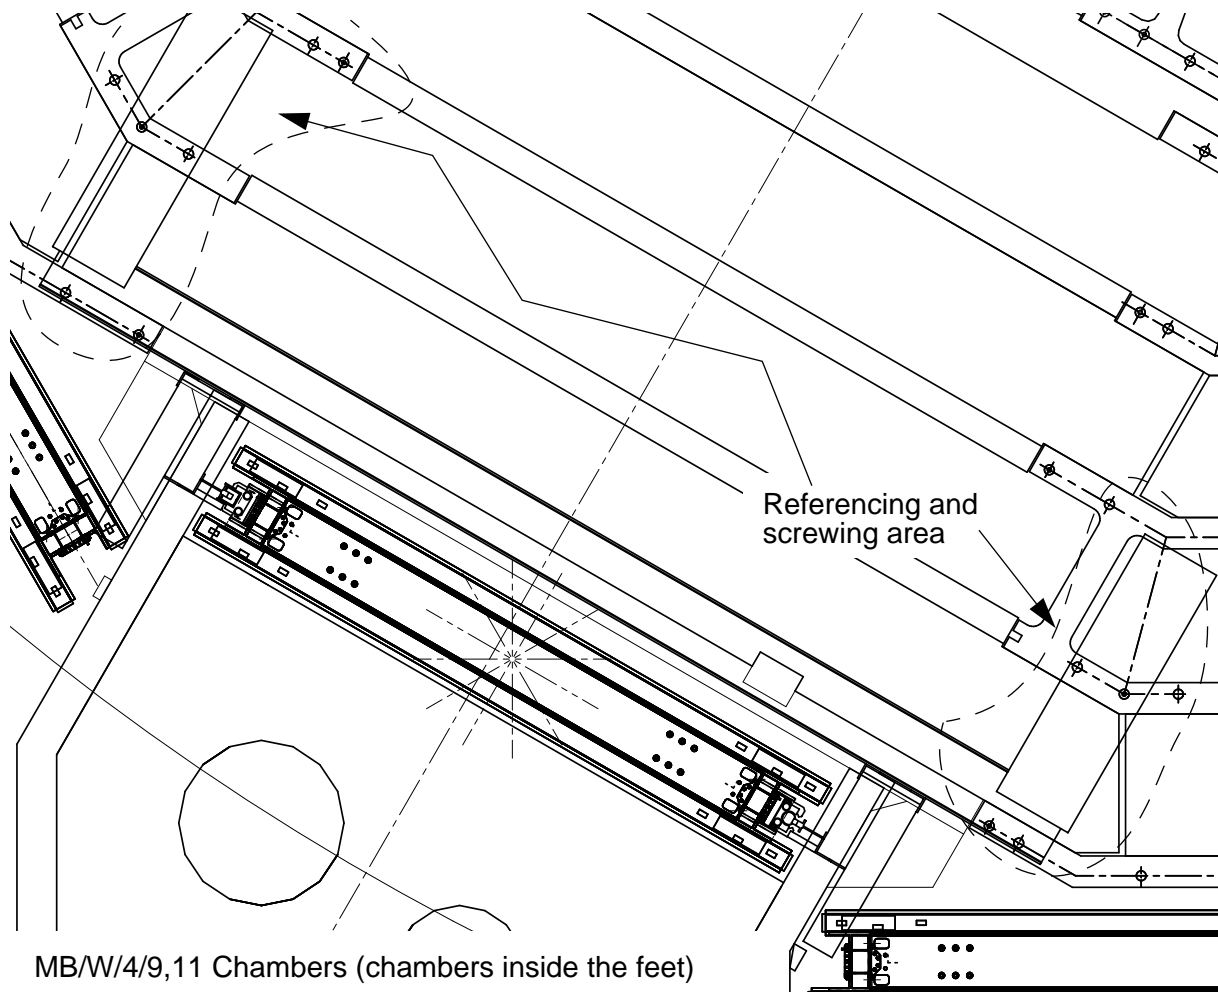 Referencing and
screwing area
MB/W/4/9,11 Chambers (chambers inside the feet)